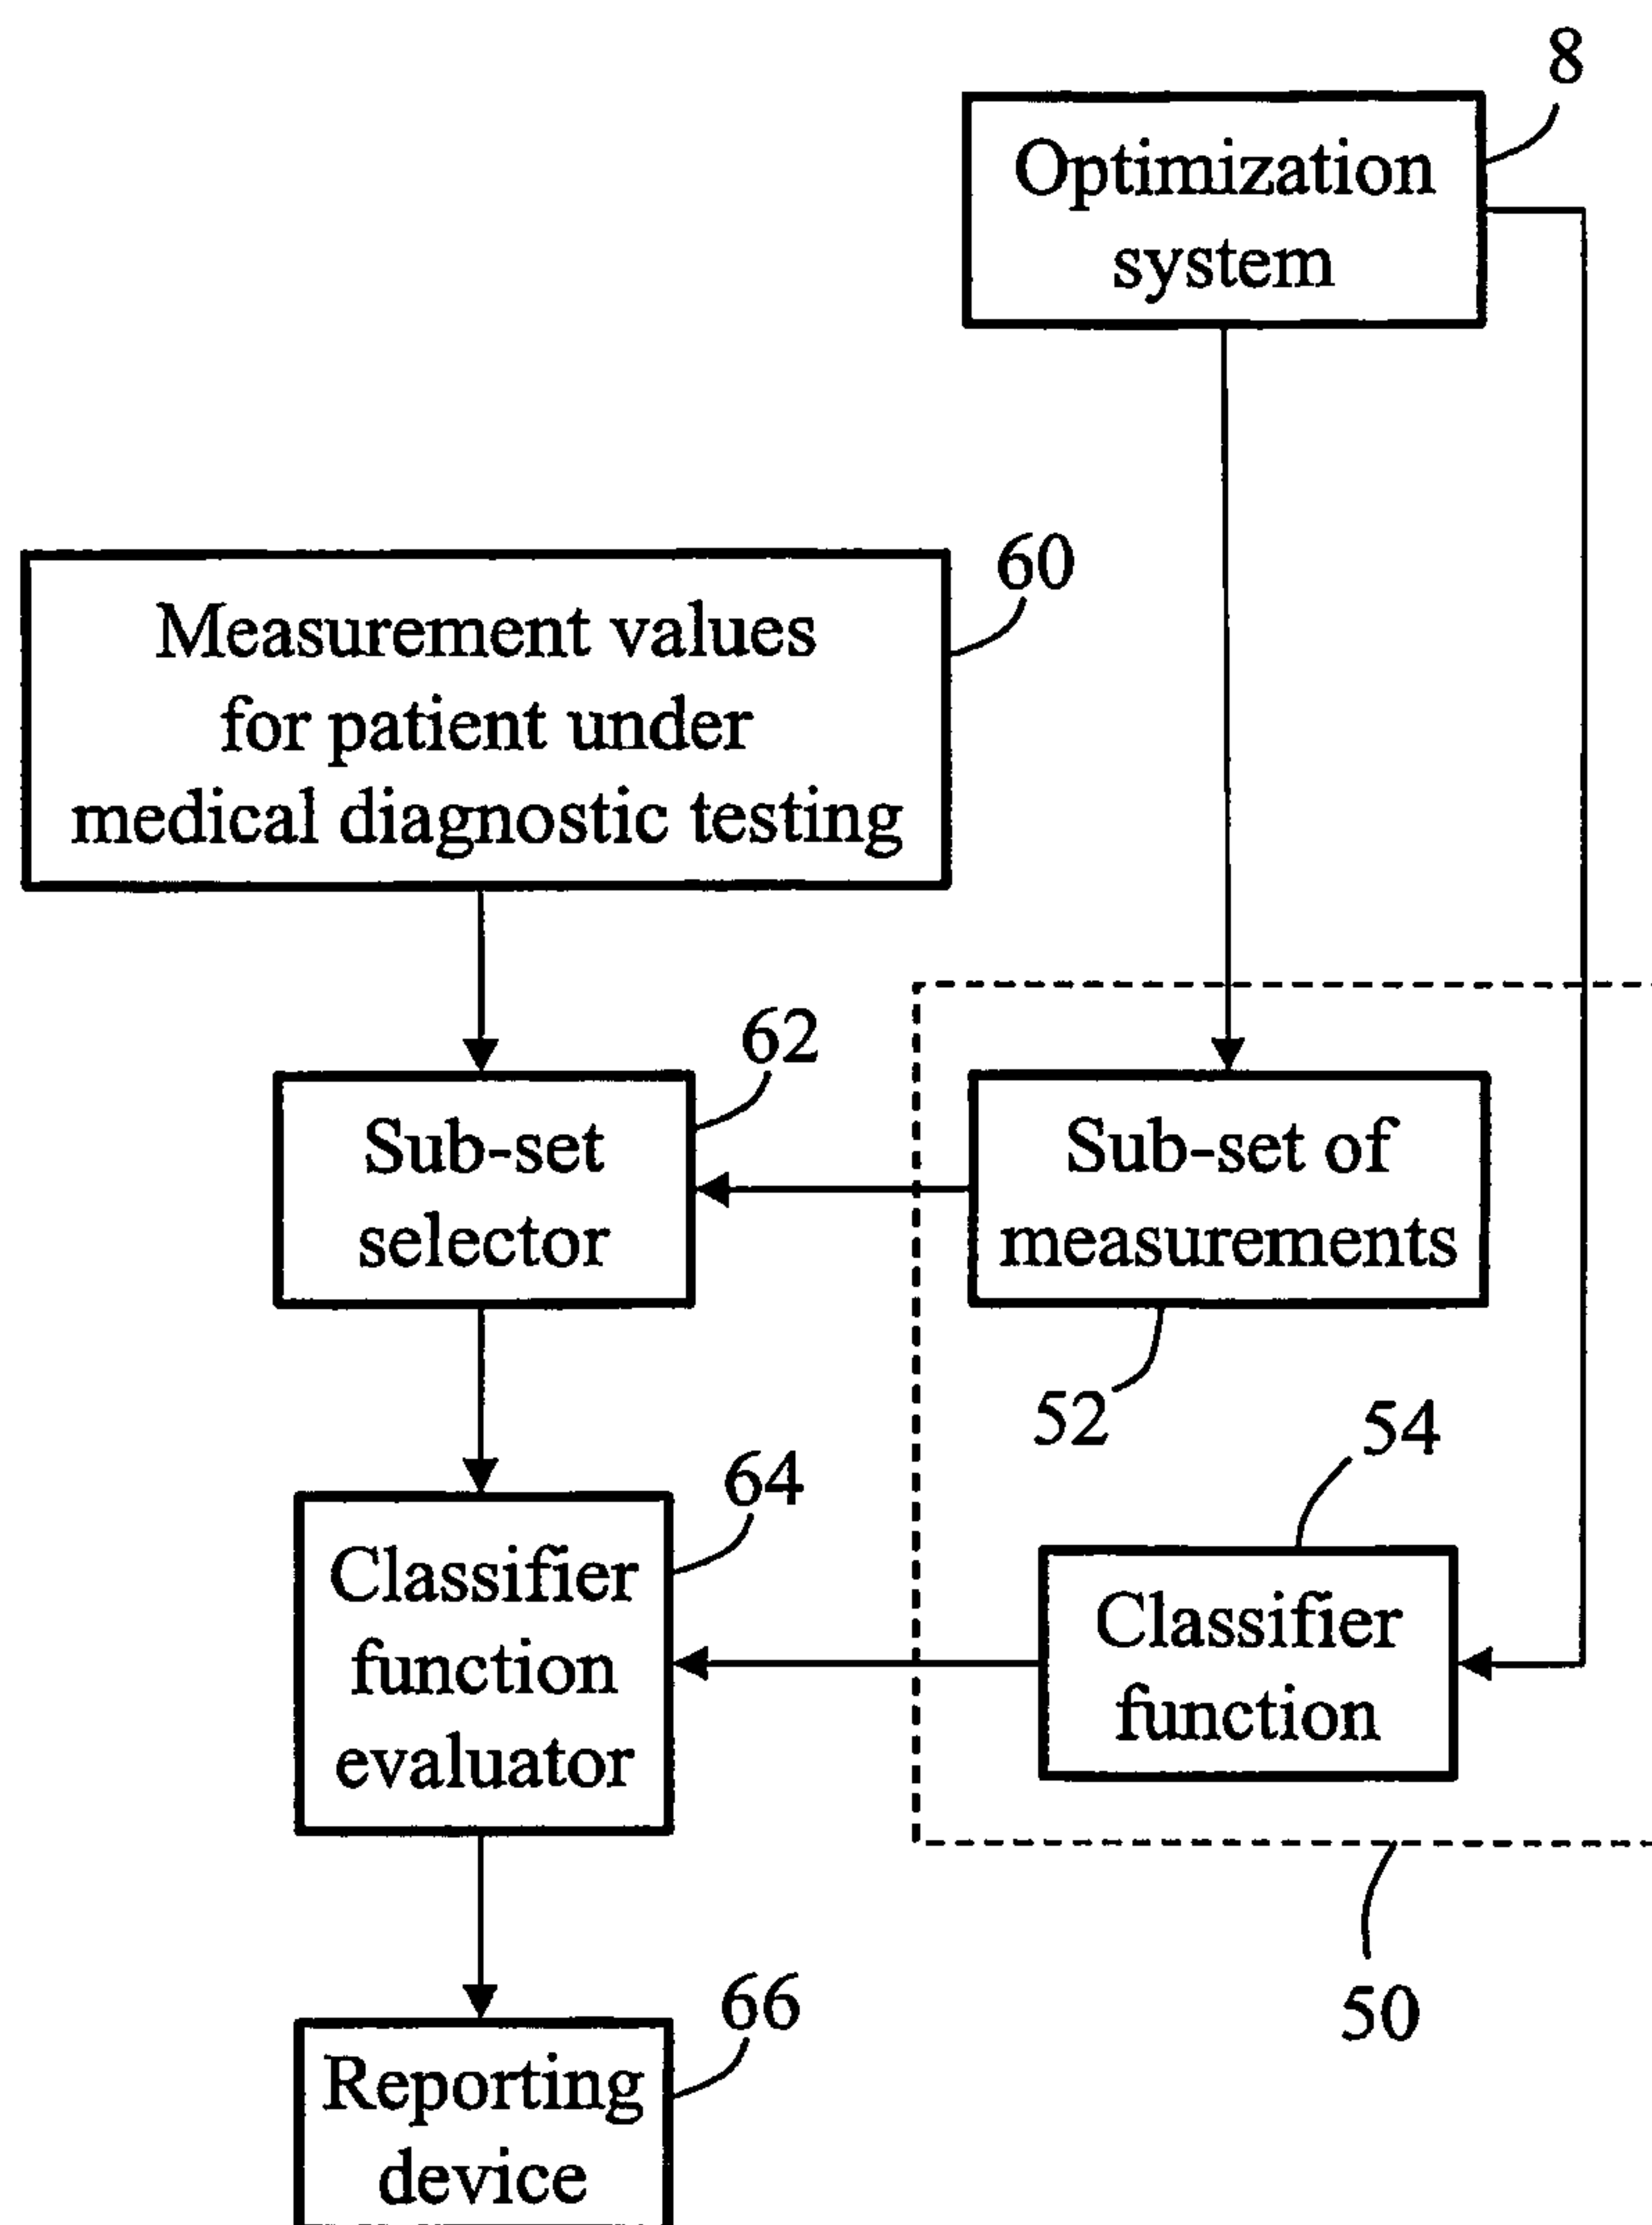 8
Optimization
system
60
Measurement values
for patient under
medical diagnostic testing
62
Sub-set
selector
Sub-set of
measurements
52
54
64
Classifier
function
evaluator
Classifier
function
50
66
Reporting
device